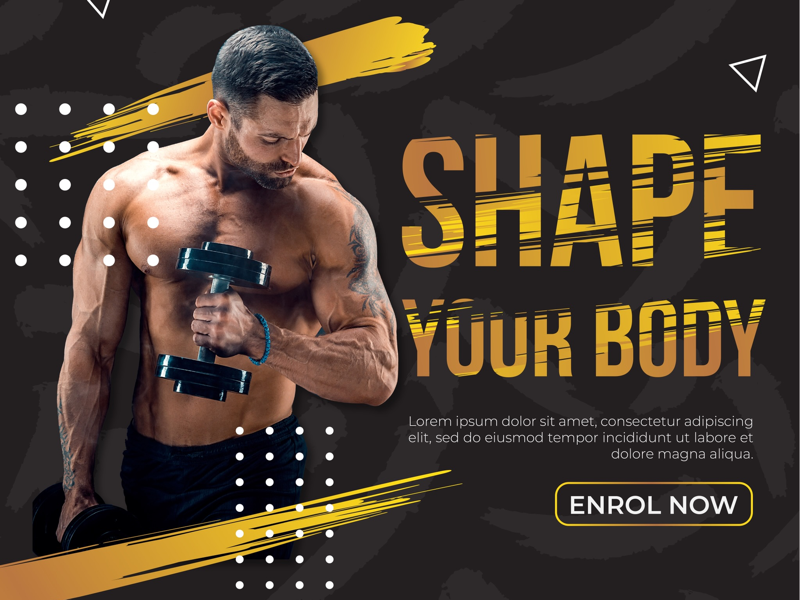 SHAPE
YOUR BODY
Lorem ipsum dolor sit amet, consectetur adipiscing
elit, sed do eiusmod tempor incididunt ut labore et
dolore magna aliqua.
ENROL NOW